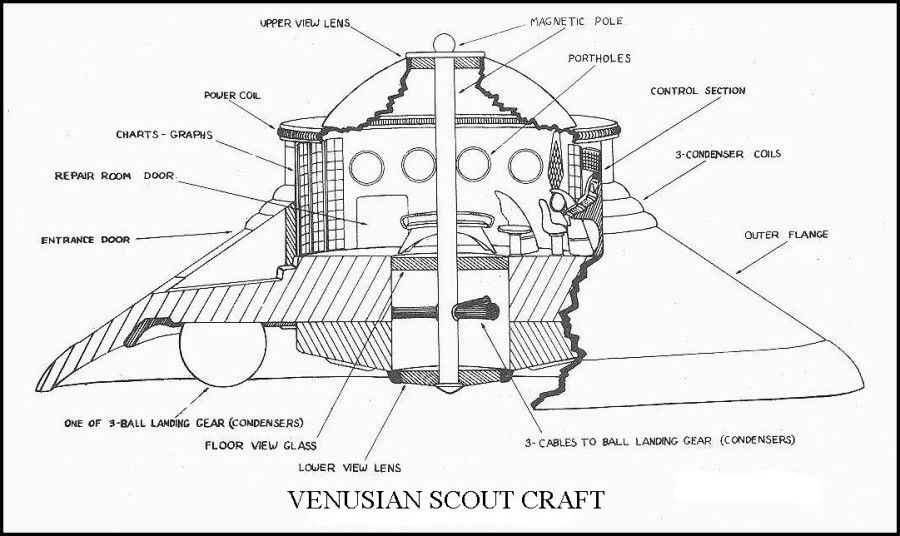 UPPER VIEW LENS
MAGNETIC POLE
PORTHOLES
POWER COIL
CONTROL SECTION
CHARTS - GRAPHS
3-CONDENSER COILS
REPAIR ROOM DOOR
ENTRANCE DOOR
OUTER FLANGE
ONE OF 3-BALL LANDING GEAR (CONDENSERS)
FLOOR VIEW GLASS
3-CABLES TO BALL LANDING GEAR (CONDENSERS)
LOWER VIEW LENS
VENUSIAN SCOUT CRAFT